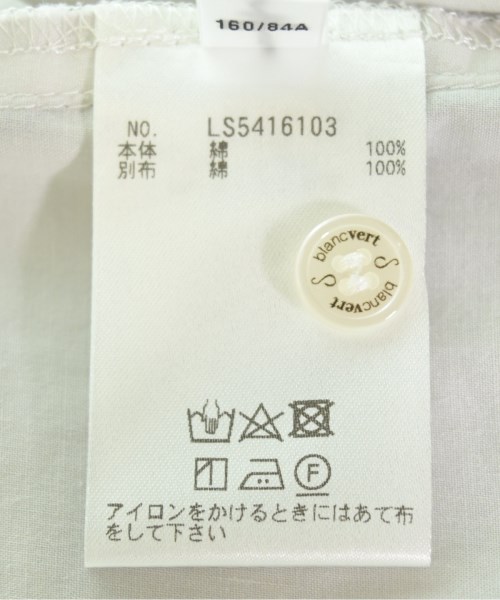 160/84A
NO. LS5416103
本体 綿 100%
別布 綿 100%
blancvert
blancvert
F
アイロンをかけるときにはあて布
をして下さい